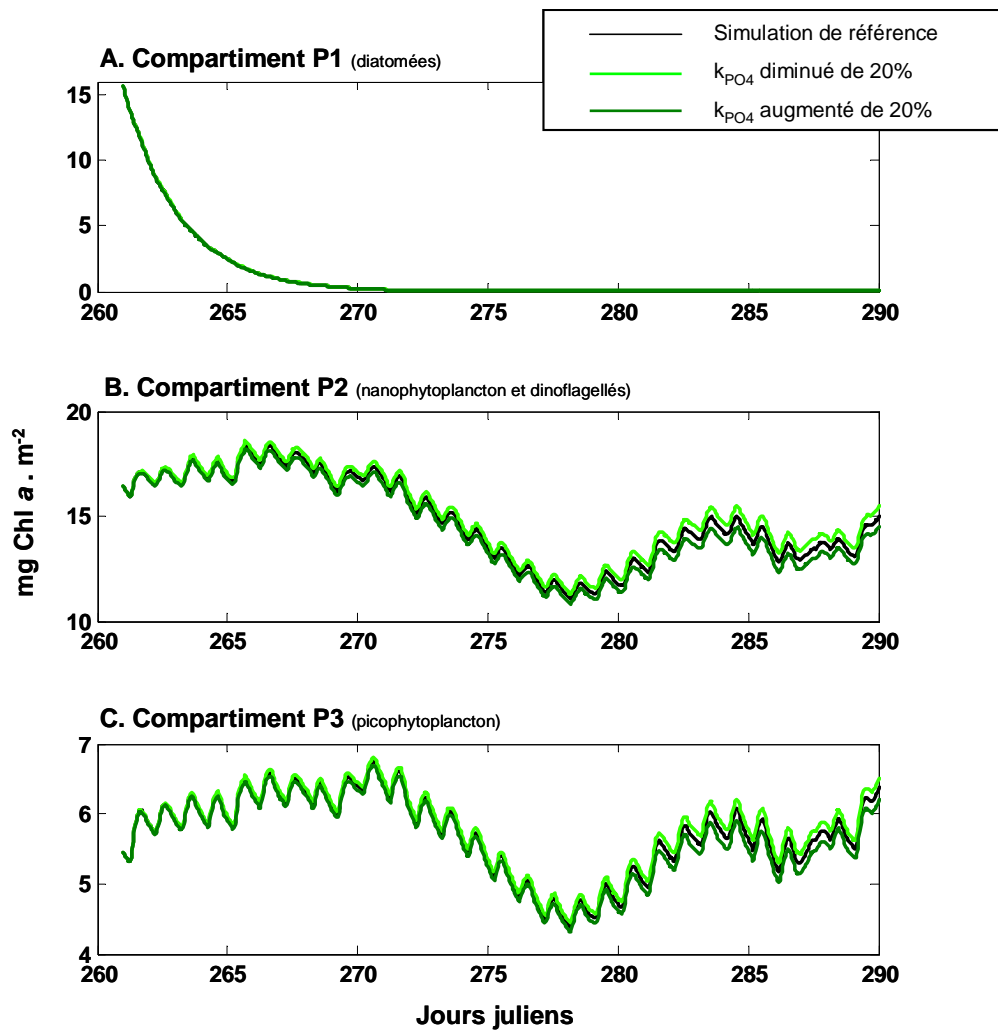 Simulation de référence
kPO4 diminué de 20%
kPO4 augmenté de 20%
A. Compartiment P1 (diatomées)
15
10
5
0
260 265 270 275 280 285 290
B. Compartiment P2 (nanophytoplancton et dinoflagellés)
20
15
10
260 265 270 275 280 285 290
mg Chl a . m-2
C. Compartiment P3 (picophytoplancton)
7
6
5
4
260 265 270 275 280 285 290
Jours juliens